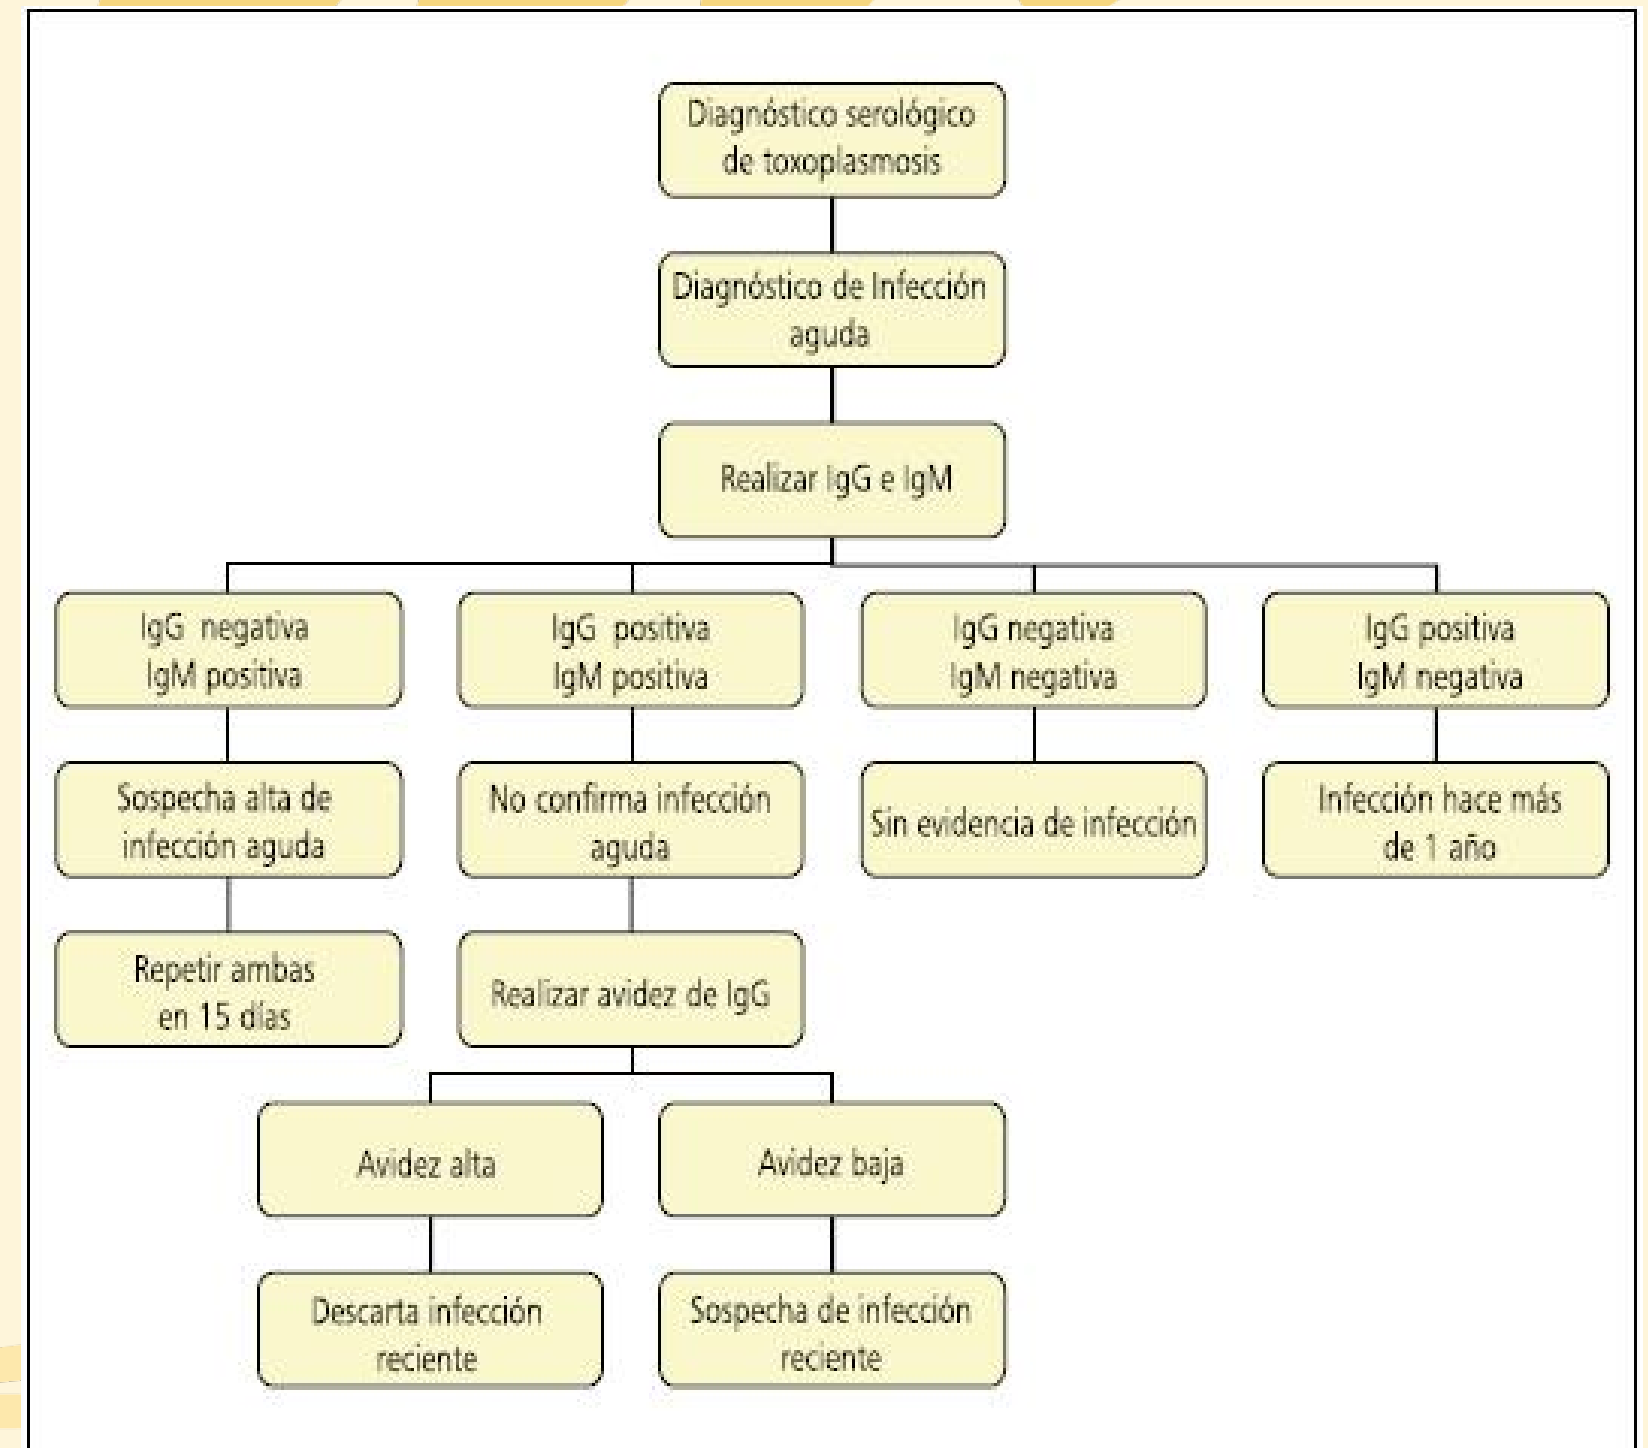 Diagnóstico serológico
de toxoplasmosis
Diagnóstico de Infección
aguda
Realizar IgG e IgM
IgG negativa
IgM positiva
IgG positiva
IgM positiva
IgG negativa
IgM negativa
IgG positiva
IgM negativa
Sospecha alta de
infección aguda
No confirma infección
aguda
Sin evidencia de infección
Infección hace más
de 1 año
Repetir ambas
en 15 días
Realizar avidez de IgG
Avidez alta
Avidez baja
Descarta infección
reciente
Sospecha de infección
reciente